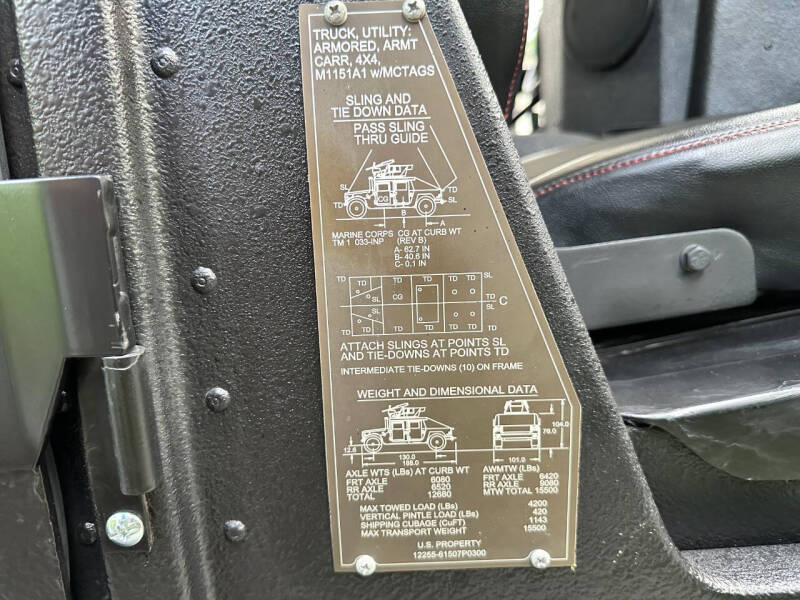 TRUCK, UTILITY:
ARMORED, ARMT
CARR, 4X4,
M1151A1 w/MCTAGS
SLING AND
TIE DOWN DATA
PASS SLING
THRU GUIDE
SL TD
TD CG SL
B A
MARINE CORPS CG AT CURB WT
TM 1 033-INP (REV B)
A- 62.7 IN
B- 40.6 IN
C- 0.1 IN
TD TD TD TD TD SL
SL CG TD
SL SL C
TD TD TD TD TD
ATTACH SLINGS AT POINTS SL
AND TIE-DOWNS AT POINTS TD
INTERMEDIATE TIE-DOWNS (10) ON FRAME
WEIGHT AND DIMENSIONAL DATA
104.0
76.0
130.0
101.0
AXLE WTS (LBs) AT CURB WT
FRT AXLE 6080
RR AXLE 6520
TOTAL 12680
AWMTW (LBs)
FRT AXLE 6420
RR AXLE 9080
MTW TOTAL 15500
MAX TOWED LOAD (LBs) 4200
VERTICAL PINTLE LOAD (LBs) 420
SHIPPING CUBAGE (CuFT) 1143
MAX TRANSPORT WEIGHT 15500
U.S. PROPERTY
12255-61507P0300